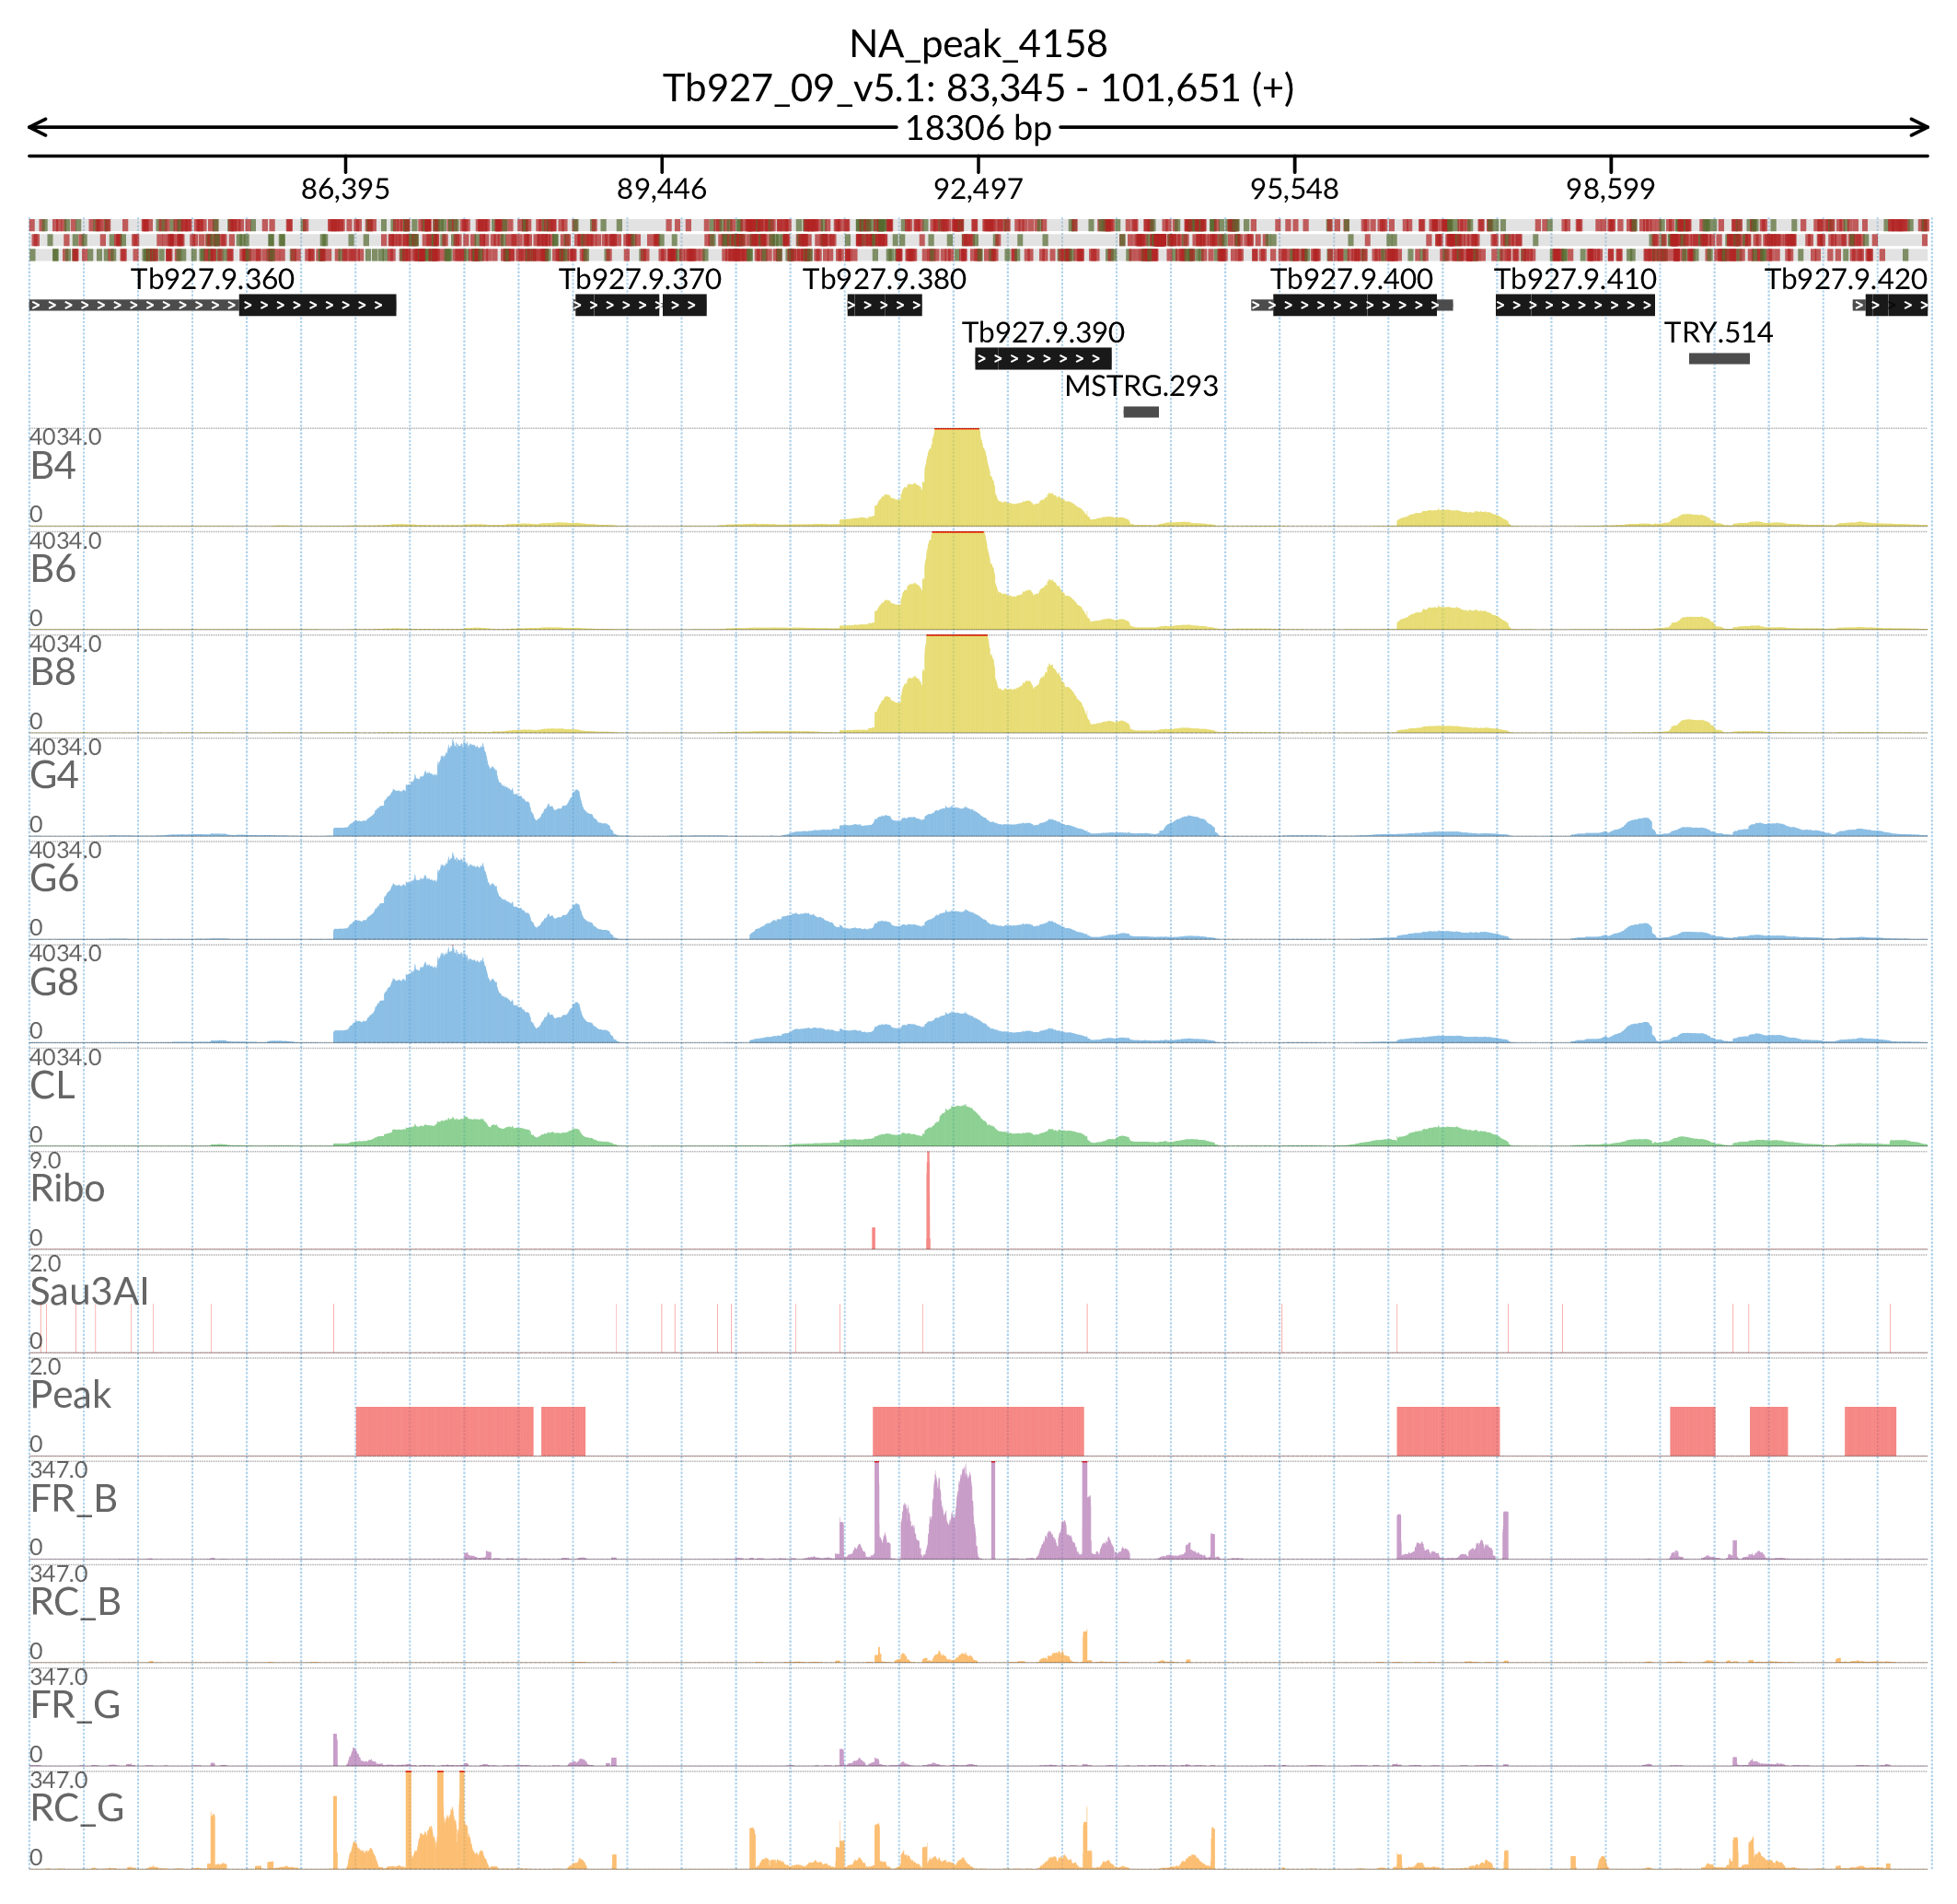 NA_peak_4158
Tb927_09_v5.1: 83,345 - 101,651 (+)
18306 bp
86,395 89,446 92,497 95,548 98,599
Tb927.9.360 Tb927.9.370 Tb927.9.380 Tb927.9.400 Tb927.9.410 Tb927.9.420
Tb927.9.390 TRY.514
MSTRG.293
4034.0
B4
0
4034.0
B6
0
4034.0
B8
0
4034.0
G4
0
4034.0
G6
0
4034.0
G8
0
4034.0
CL
0
9.0
Ribo
0
2.0
Sau3AI
0
2.0
Peak
0
347.0
FR_B
0
347.0
RC_B
0
347.0
FR_G
0
347.0
RC_G
0